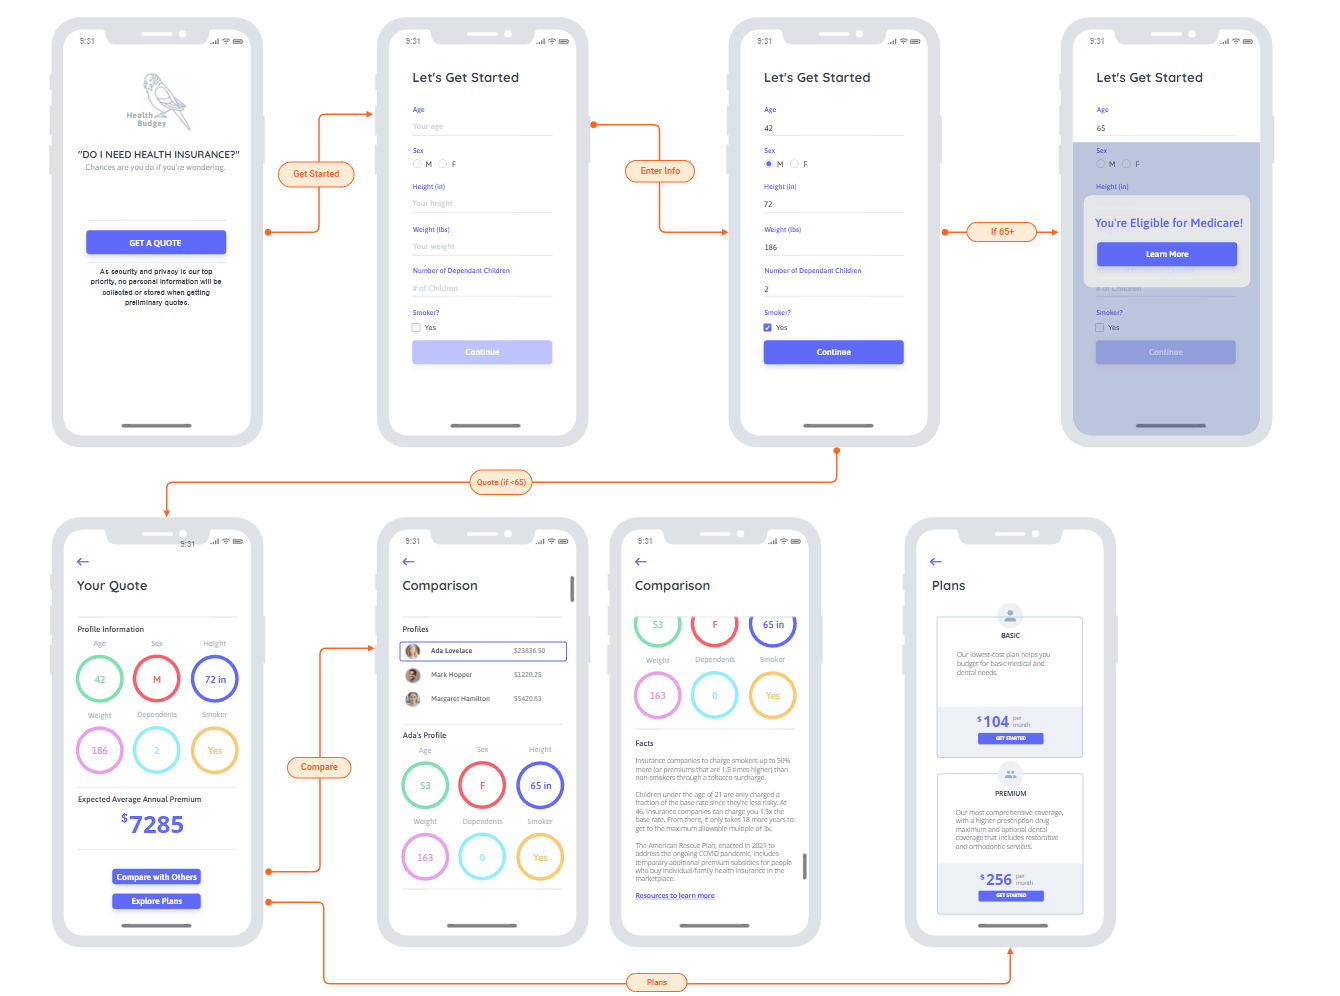 9:31
Health
Budgey
"DO I NEED HEALTH INSURANCE?"
Chances are you do if you're wondering.
GET A QUOTE
As security and privacy is our top
priority, no personal information will be
collected or stored when getting
preliminary quotes.
Get Started
9:31
Let's Get Started
Age
Your age
Sex
M F
Height (in)
Your height
Weight (lbs)
Your weight
Number of Dependant Children
# of Children
Smoker?
Yes
Continue
Enter Info
9:31
Let's Get Started
Age
42
Sex
M F
Height (in)
72
Weight (lbs)
186
Number of Dependant Children
2
Smoker?
Yes
Continue
If 65+
9:31
Let's Get Started
Age
65
Sex
M F
Height (in)
You're Eligible for Medicare!
Learn More
# of Children
Smoker?
Yes
Continue
Quote (if <65)
9:31
Your Quote
Profile Information
Age Sex Height
42 M 72 in
Weight Dependents Smoker
186 2 Yes
Expected Average Annual Premium
$7285
Compare with Others
Explore Plans
Compare
9:31
Comparison
Profiles
Ada Lovelace $23836.50
Mark Hopper $1220.25
Margaret Hamilton $5420.83
Ada's Profile
Age Sex Height
53 F 65 in
Weight Dependents Smoker
163 0 Yes
9:31
Comparison
53 F 65 in
Weight Dependents Smoker
163 0 Yes
Facts
Insurance companies to charge smokers up to 50%
more (or premiums that are 1.5 times higher) than
non-smokers through a tobacco surcharge.
Children under the age of 21 are only charged a
fraction of the base rate since they're less risky. At
46, insurance companies can charge you 1.5x the
base rate. From there, it only takes 18 more years to
get to the maximum allowable multiple of 3x.
The American Rescue Plan, enacted in 2021 to
address the ongoing COVID pandemic, includes
temporary additional premium subsidies for people
who buy individual/family health insurance in the
marketplace.
Resources to learn more
Plans
BASIC
Our lowest-cost plan helps you
budget for basic medical and
dental needs.
$104 per
month
GET STARTED
PREMIUM
Our most comprehensive coverage,
with a higher prescription drug
maximum and optional dental
coverage that includes restorative
and orthodontic services.
$256 per
month
GET STARTED
Plans